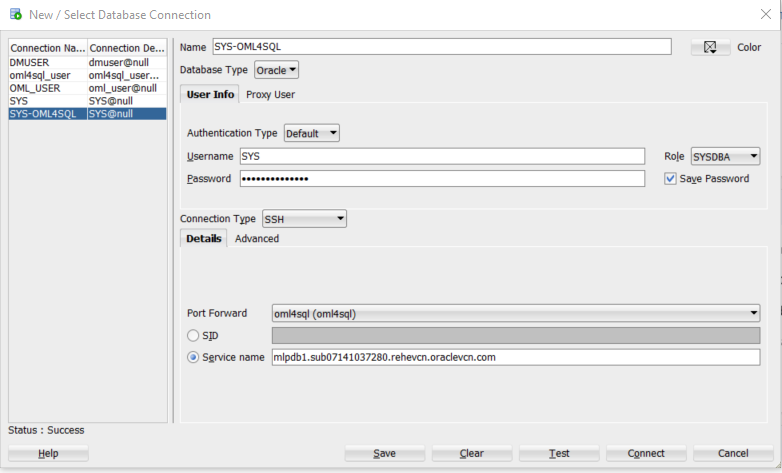 New / Select Database Connection
Connection Na... Connection De...
DMUSER dmuser@null
oml4sql_user oml4sql_user...
OML_USER oml_user@null
SYS SYS@null
SYS-OML4SQL SYS@null
Name SYS-OML4SQL Color
Database Type Oracle
User Info Proxy User
Authentication Type Default
Username SYS Role SYSDBA
Password •••••••••••••• Save Password
Connection Type SSH
Details Advanced
Port Forward oml4sql (oml4sql)
SID
Service name mlpdb1.sub07141037280.rehevcn.oraclevcn.com
Status : Success
Help Save Clear Test Connect Cancel